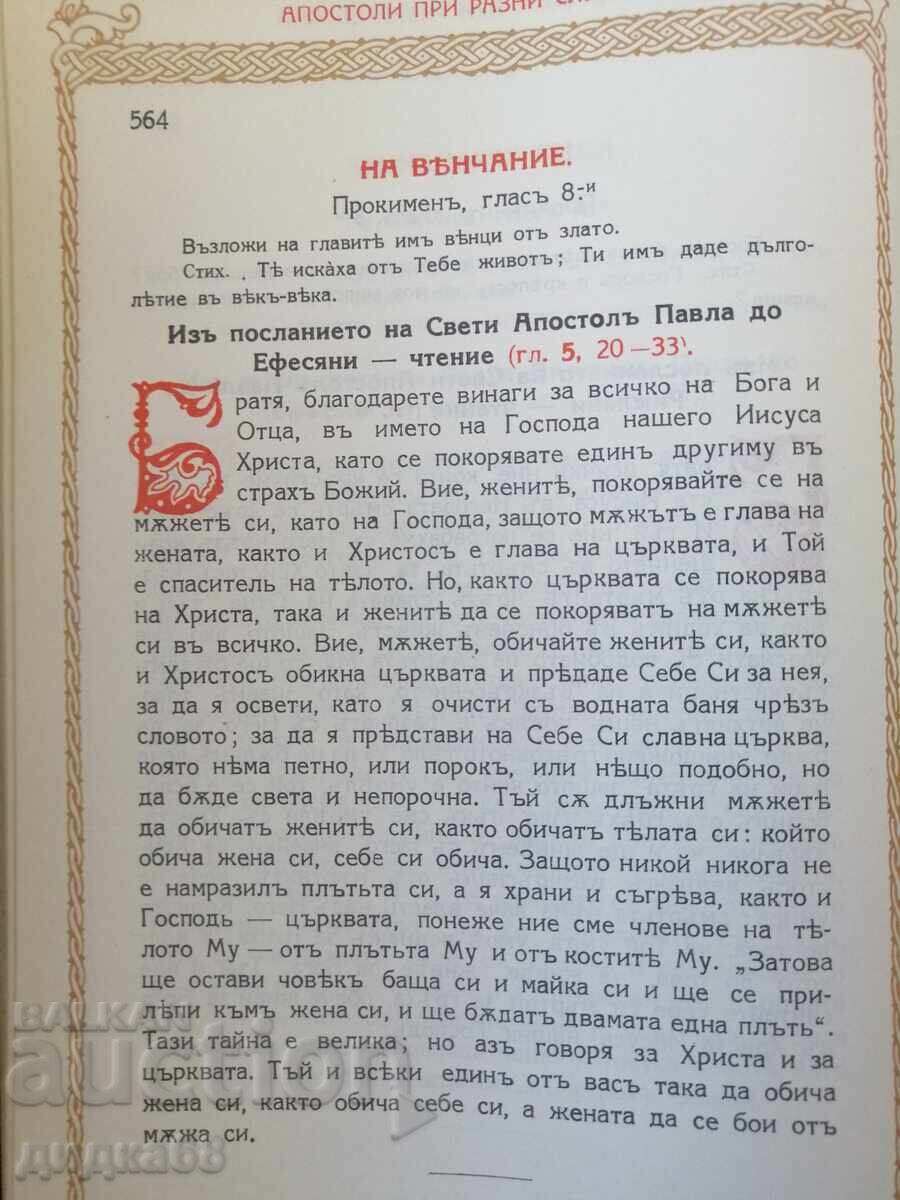 АПОСТОЛИ ПРИ РАЗНИ
564
НА ВѢНЧАНИЕ.
Прокименъ, гласъ 8-и
Възложи на главитѣ имъ вѣнци отъ злато.
Стих. . Тѣ искаха отъ Тебе животъ; Ти имъ даде дълго-
лѣтие въ вѣкъ-вѣка.
Изъ посланието на Свети Апостолъ Павла до
Ефесяни — чтение (гл. 5, 20—33).
Братя, благодарете винаги за всичко на Бога и
Отца, въ името на Господа нашего Иисуса
Христа, като се покорявате единъ другиму въ
страхъ Божий. Вие, женитѣ, покорявайте се на
мѫжетѣ си, като на Господа, защото мѫжътъ е глава на
жената, както и Христосъ е глава на църквата, и Той
е спаситель на тѣлото. Но, както църквата се покорява
на Христа, така и женитѣ да се покоряватъ на мѫжетѣ
си въ всичко. Вие, мѫжетѣ, обичайте женитѣ си, както
и Христосъ обикна църквата и прѣдаде Себе Си за нея,
за да я освети, като я очисти съ водната баня чрѣзъ
словото; за да я прѣдстави на Себе Си славна църква,
която нѣма петно, или порокъ, или нѣщо подобно, но
да бѫде света и непорочна. Тъй сѫ длъжни мѫжетѣ
да обичатъ женитѣ си, както обичатъ тѣлата си: който
обича жена си, себе си обича. Защото никой никога не
е намразилъ плътьта си, а я храни и съгрѣва, както и
Господь — църквата, понеже ние сме членове на тѣ-
лото Му — отъ плътьта Му и отъ коститѣ Му. „Затова
ще остави човѣкъ баща си и майка си и ще се при-
лѣпи къмъ жена си, и ще бѫдатъ двамата една плъть“.
Тази тайна е велика; но азъ говоря за Христа и за
църквата. Тъй и всѣки единъ отъ васъ така да обича
жена си, както обича себе си, а жената да се бои отъ
мѫжа си.
BALKAN
auction
дидка68